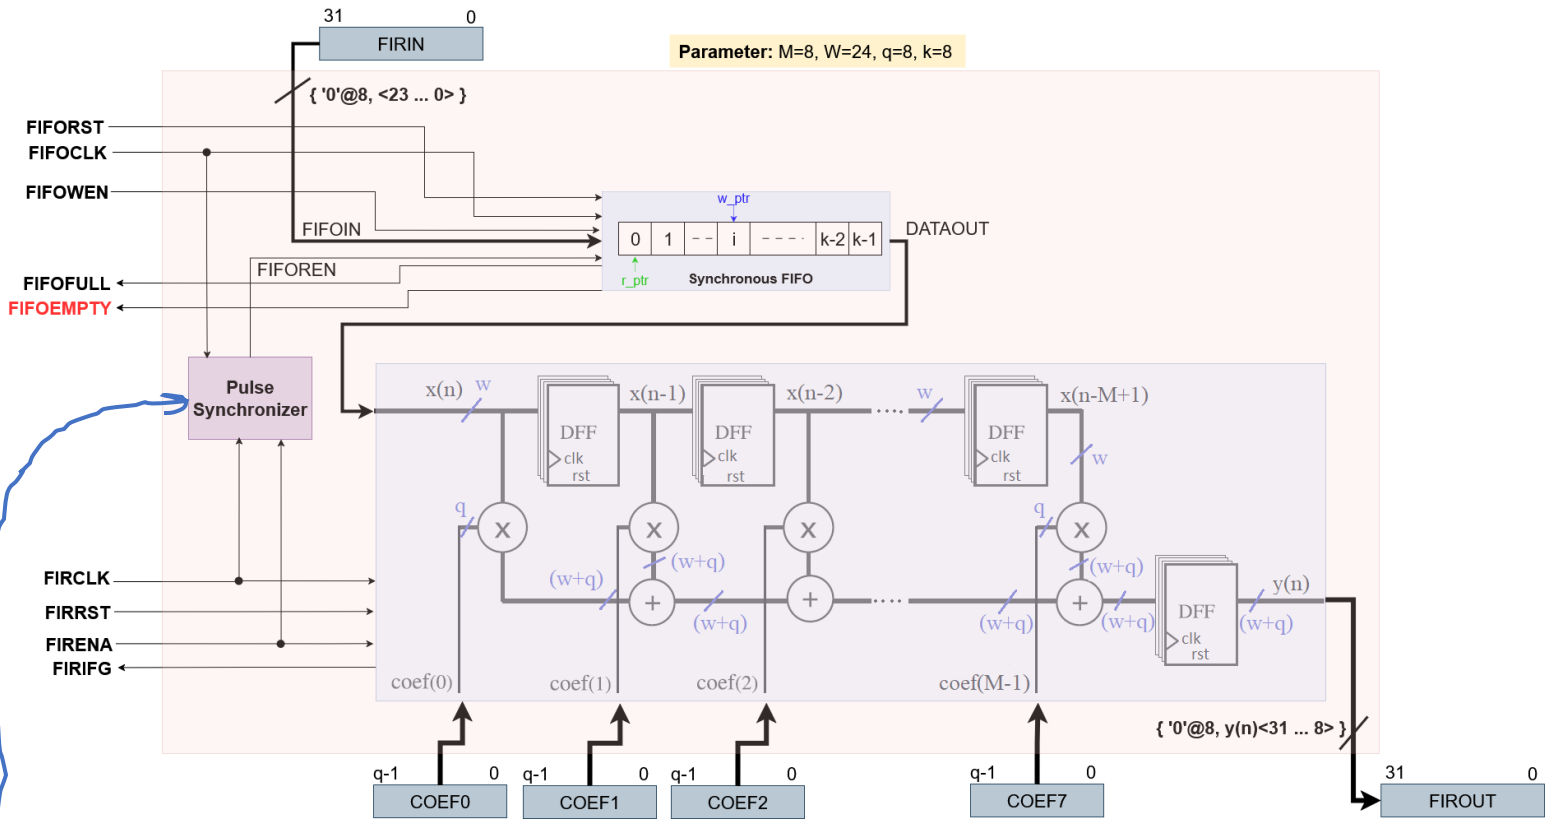 31 0
FIRIN
Parameter: M=8, W=24, q=8, k=8
{ '0'@8, <23 ... 0> }
FIFORST
FIFOCLK
FIFOWEN
w_ptr
FIFOIN
0 1 -- i ---- k-2 k-1
DATAOUT
FIFOREN
r_ptr
Synchronous FIFO
FIFOFULL
FIFOEMPTY
Pulse
Synchronizer
x(n) w x(n-1) x(n-2) .... w x(n-M+1)
DFF DFF DFF
clk clk clk
rst rst rst
w
q q
x x x x
(w+q) (w+q) (w+q)
+ + .... +
(w+q) (w+q) (w+q) (w+q)
y(n)
DFF
clk
rst
FIRCLK
FIRRST
FIRENA
FIRIFG
coef(0) coef(1) coef(2) coef(M-1)
{ '0'@8, y(n)<31 ... 8> }
q-1 0 q-1 0 q-1 0 q-1 0 31 0
COEF0 COEF1 COEF2 COEF7 FIROUT